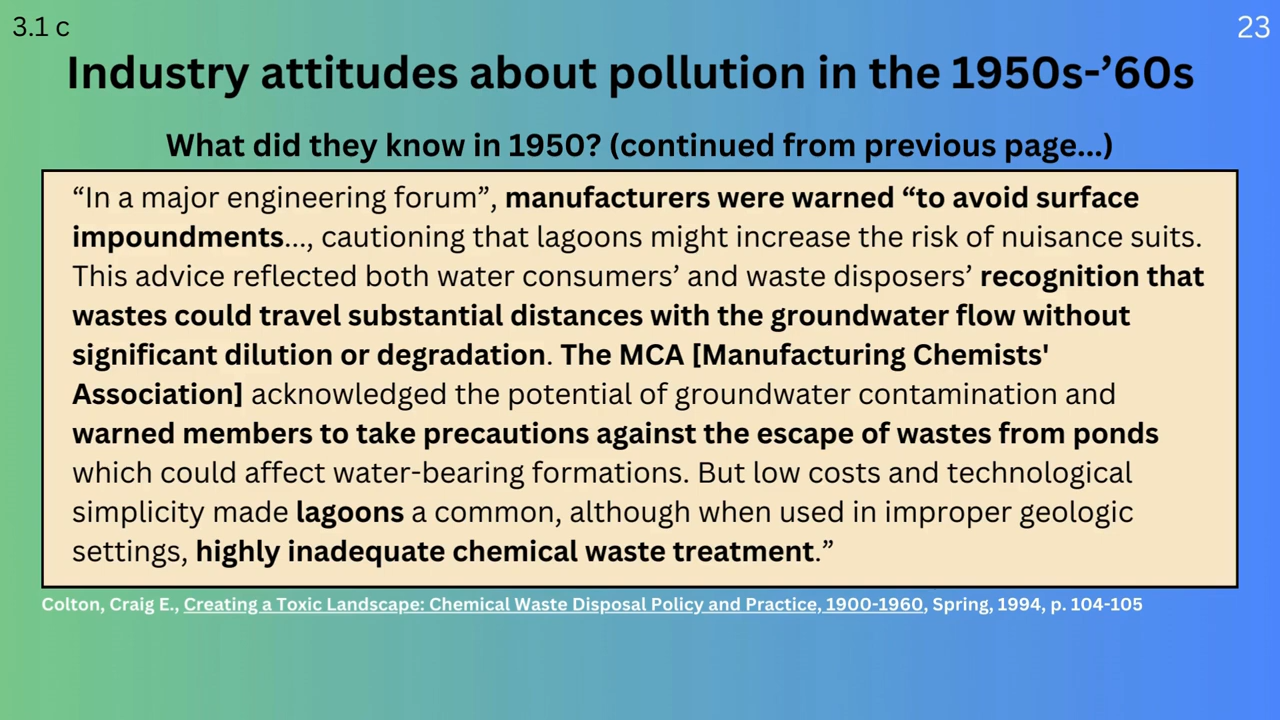 3.1 c
23
Industry attitudes about pollution in the 1950s-’60s
What did they know in 1950? (continued from previous page...)
“In a major engineering forum”, manufacturers were warned “to avoid surface
impoundments..., cautioning that lagoons might increase the risk of nuisance suits.
This advice reflected both water consumers’ and waste disposers’ recognition that
wastes could travel substantial distances with the groundwater flow without
significant dilution or degradation. The MCA [Manufacturing Chemists'
Association] acknowledged the potential of groundwater contamination and
warned members to take precautions against the escape of wastes from ponds
which could affect water-bearing formations. But low costs and technological
simplicity made lagoons a common, although when used in improper geologic
settings, highly inadequate chemical waste treatment.”
Colton, Craig E., Creating a Toxic Landscape: Chemical Waste Disposal Policy and Practice, 1900-1960, Spring, 1994, p. 104-105